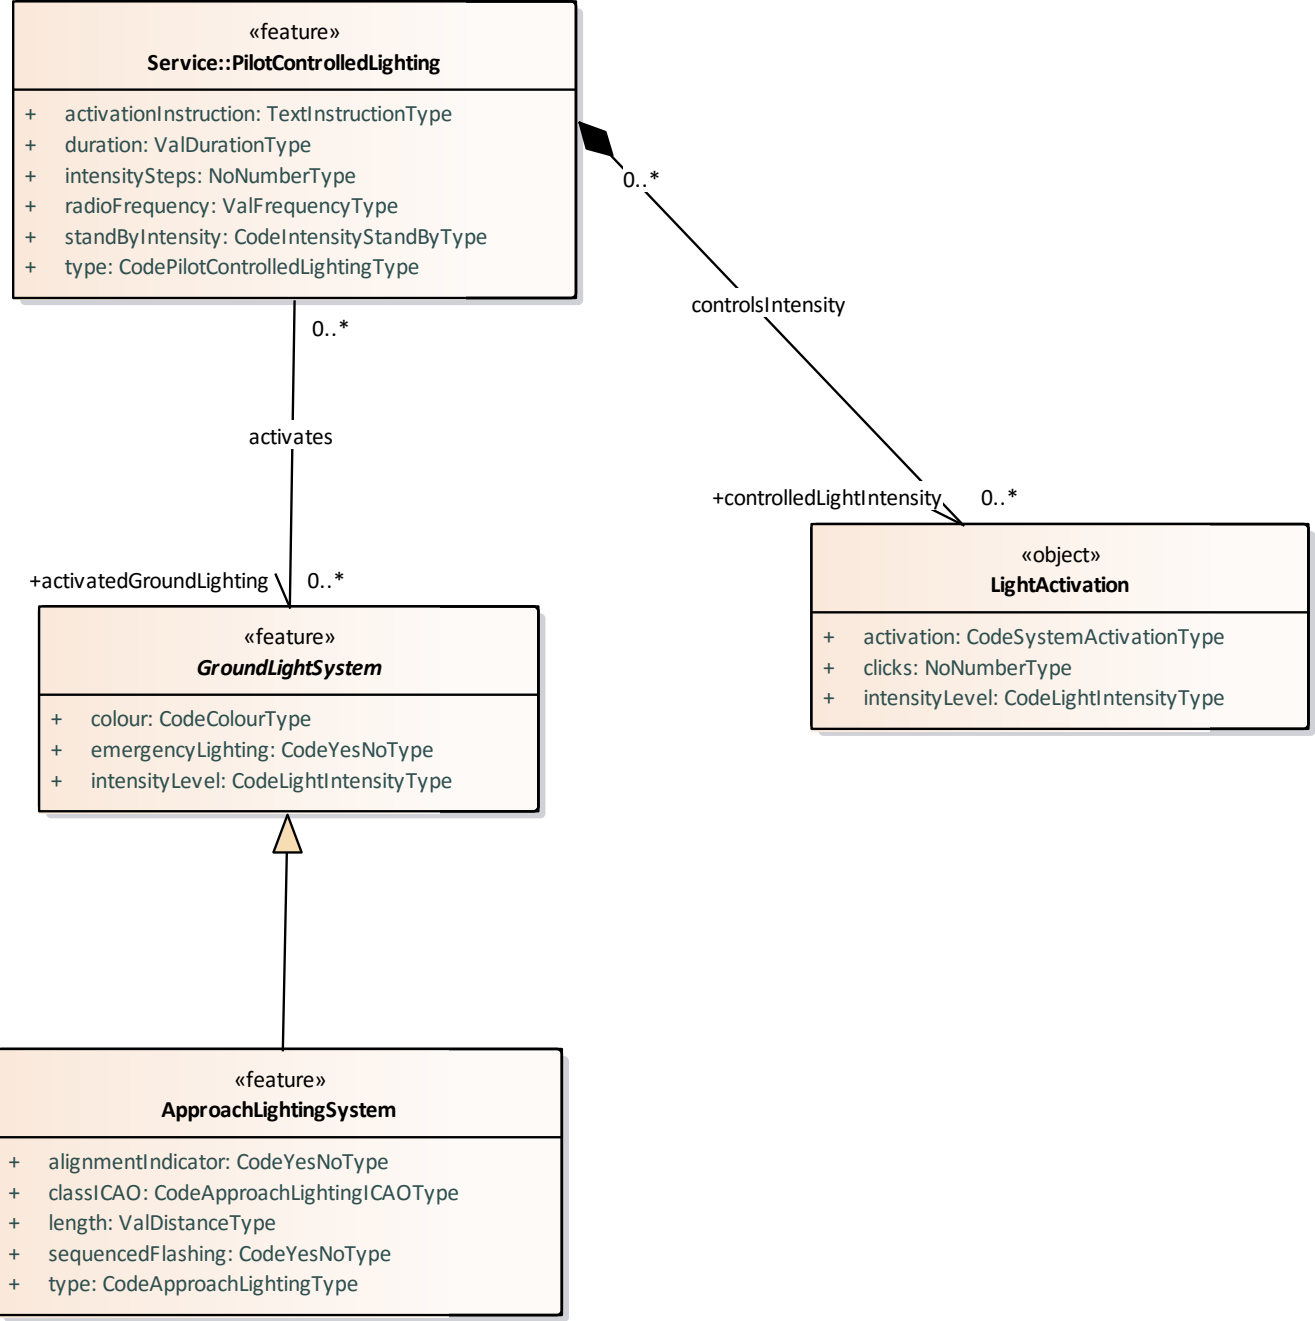 «feature»
Service::PilotControlledLighting
+ activationInstruction: TextInstructionType
+ duration: ValDurationType
+ intensitySteps: NoNumberType
+ radioFrequency: ValFrequencyType
+ standByIntensity: CodeIntensityStandByType
+ type: CodePilotControlledLightingType
0..*
controlsIntensity
+controlledLightIntensity 0..*
«object»
LightActivation
+ activation: CodeSystemActivationType
+ clicks: NoNumberType
+ intensityLevel: CodeLightIntensityType
0..*
activates
+activatedGroundLighting 0..*
«feature»
GroundLightSystem
+ colour: CodeColourType
+ emergencyLighting: CodeYesNoType
+ intensityLevel: CodeLightIntensityType
«feature»
ApproachLightingSystem
+ alignmentIndicator: CodeYesNoType
+ classICAO: CodeApproachLightingICAOType
+ length: ValDistanceType
+ sequencedFlashing: CodeYesNoType
+ type: CodeApproachLightingType